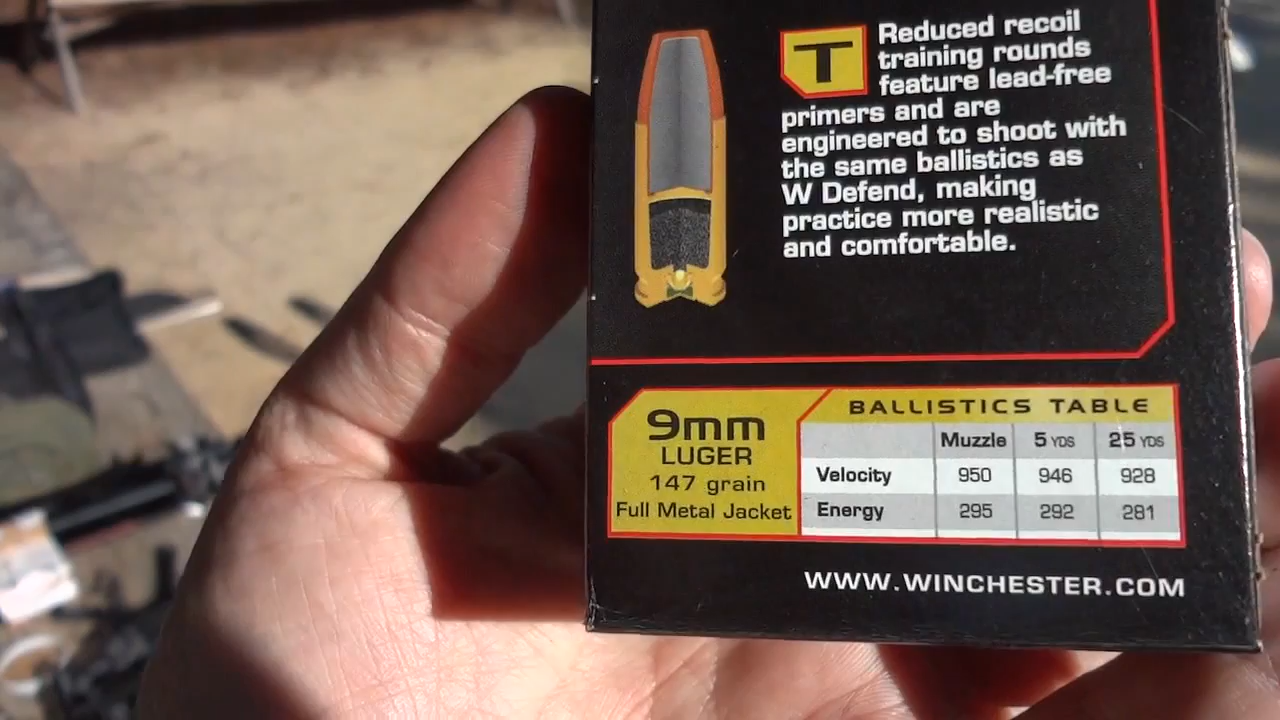 T
Reduced recoil
training rounds
feature lead-free
primers and are
engineered to shoot with
the same ballistics as
W Defend, making
practice more realistic
and comfortable.
9mm
LUGER
147 grain
Full Metal Jacket
BALLISTICS TABLE
Muzzle 5 YDS 25 YDS
Velocity 950 946 928
Energy 295 292 281
WWW.WINCHESTER.COM